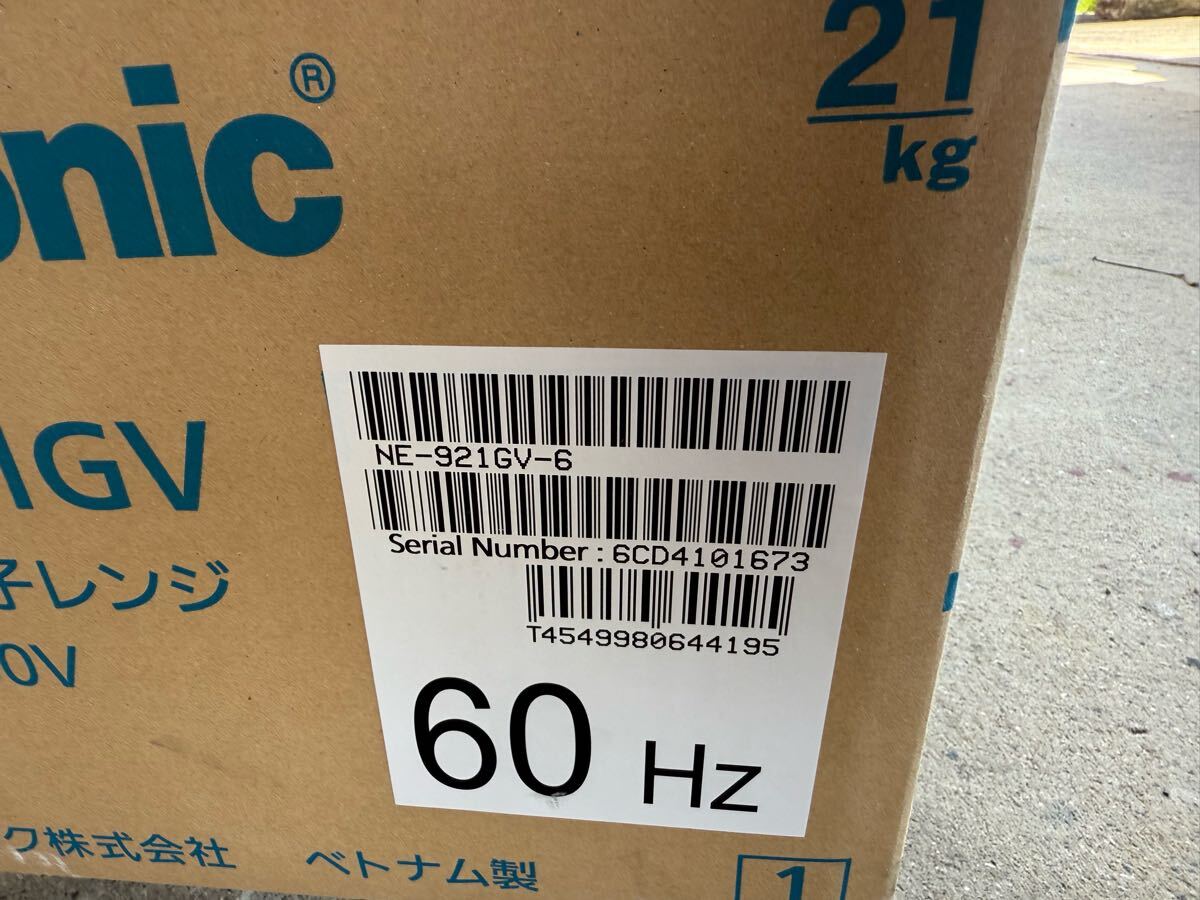 onic®
21
kg
NE-921GV-6
1GV
Serial Number : 6CD4101673
子レンジ
T4549980644195
0V
60 Hz
ク株式会社 ベトナム製
1